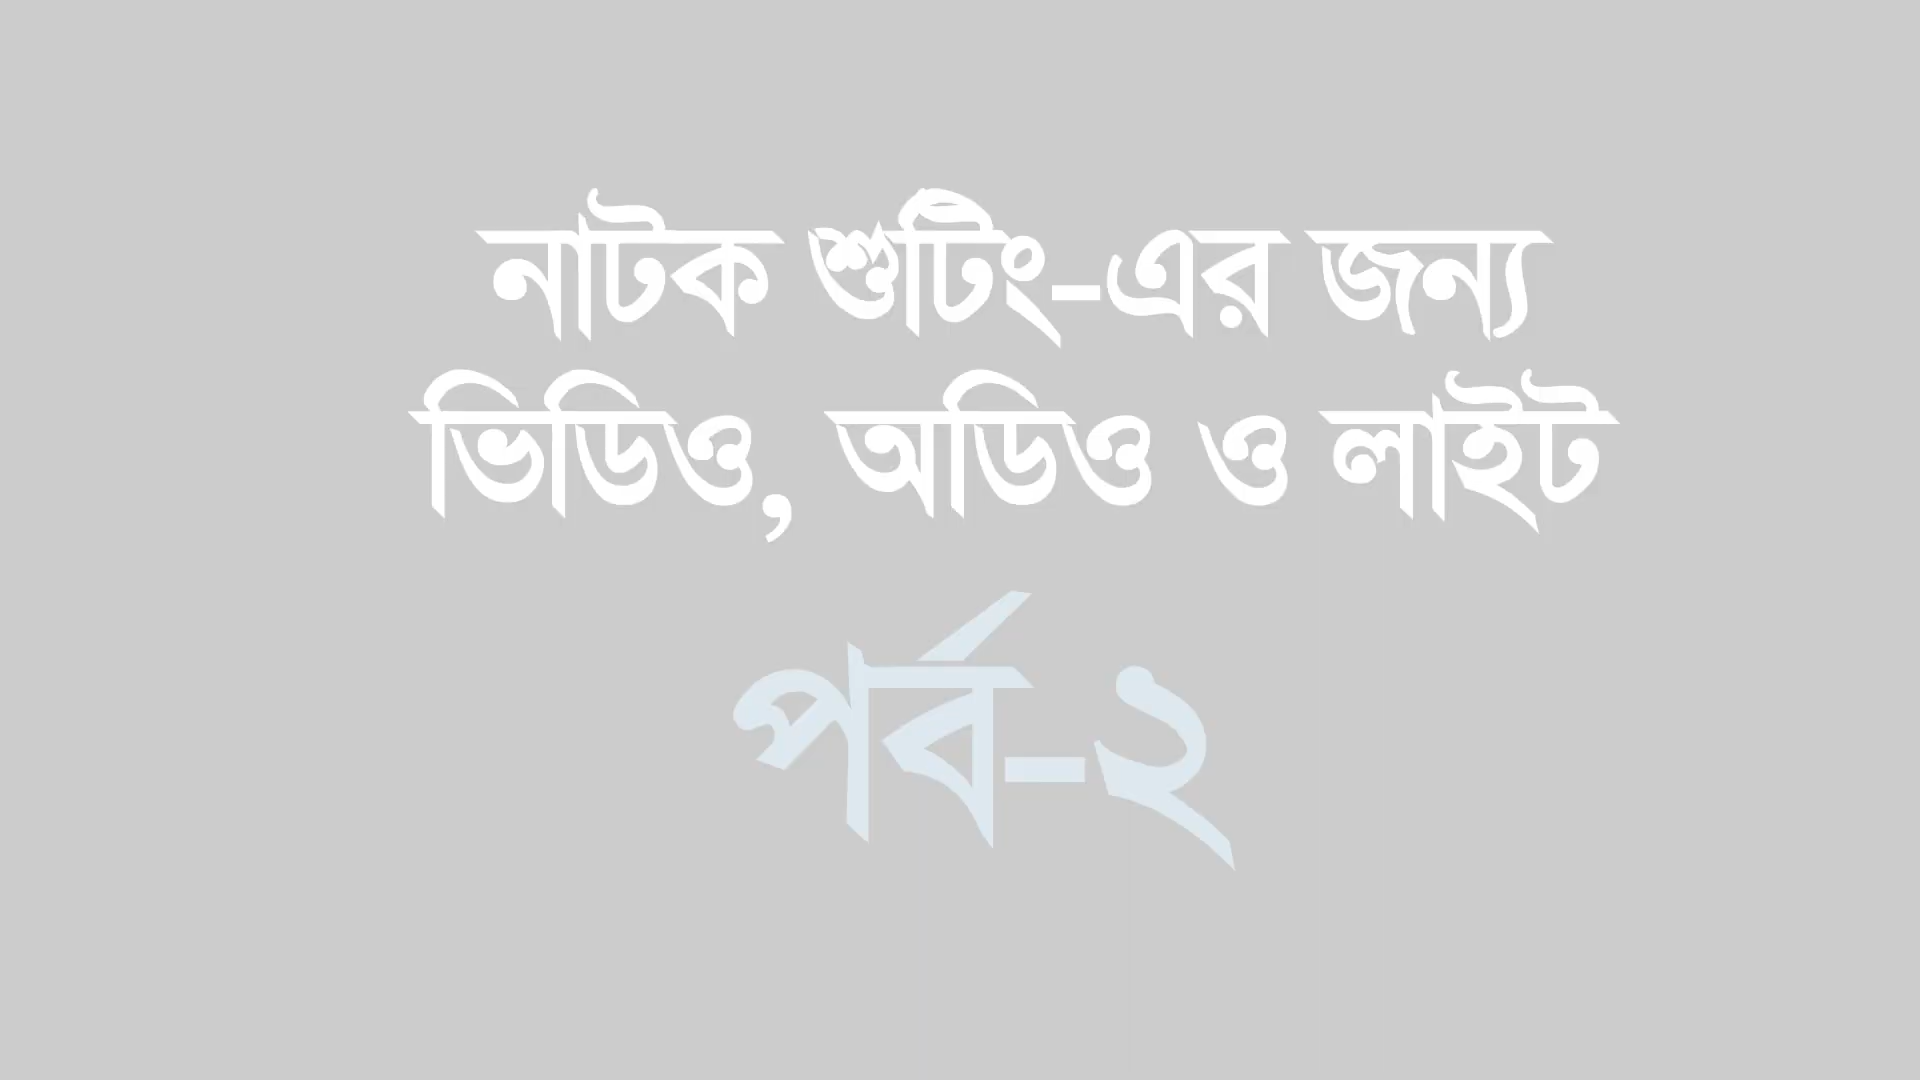 নাটক শুটিং-এর জন্য
ভিডিও, অডিও ও লাইট
পর্ব-২